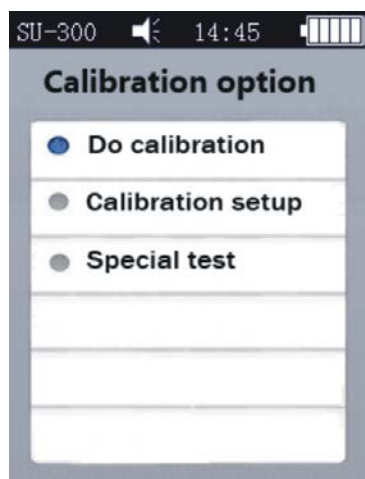 SU-300 14:45
Calibration option
Do calibration
Calibration setup
Special test